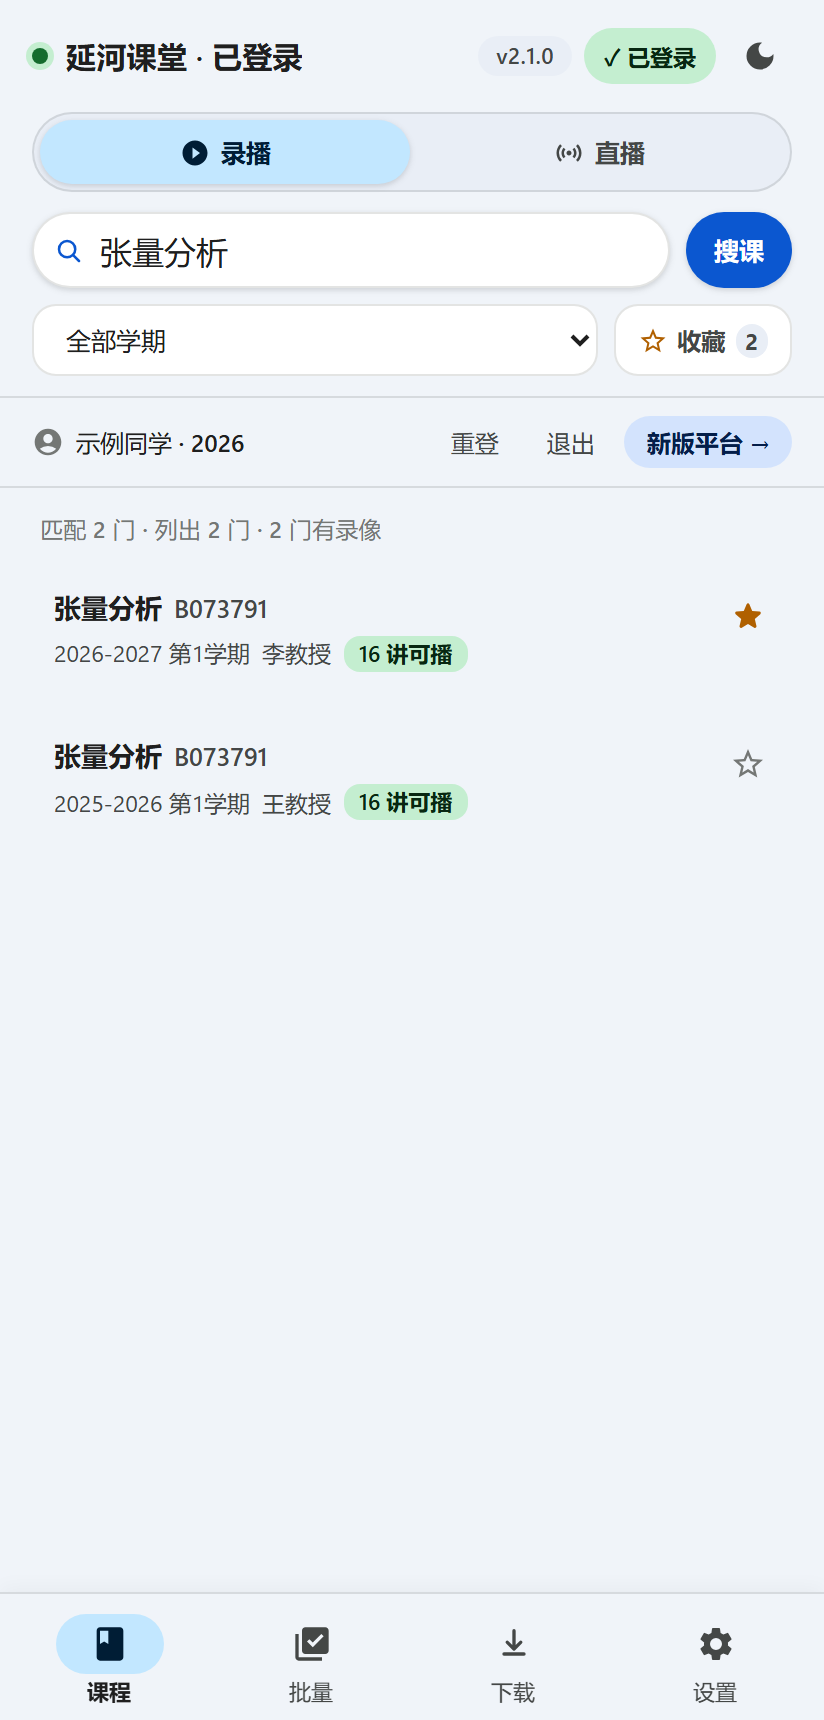 延河课堂 · 已登录 v2.1.0 ✓ 已登录
录播 直播
张量分析 搜课
全部学期 收藏 2
示例同学 · 2026 重登 退出 新版平台 →
匹配 2 门 · 列出 2 门 · 2 门有录像
张量分析 B073791
2026-2027 第1学期 李教授 16 讲可播
张量分析 B073791
2025-2026 第1学期 王教授 16 讲可播
课程 批量 下载 设置